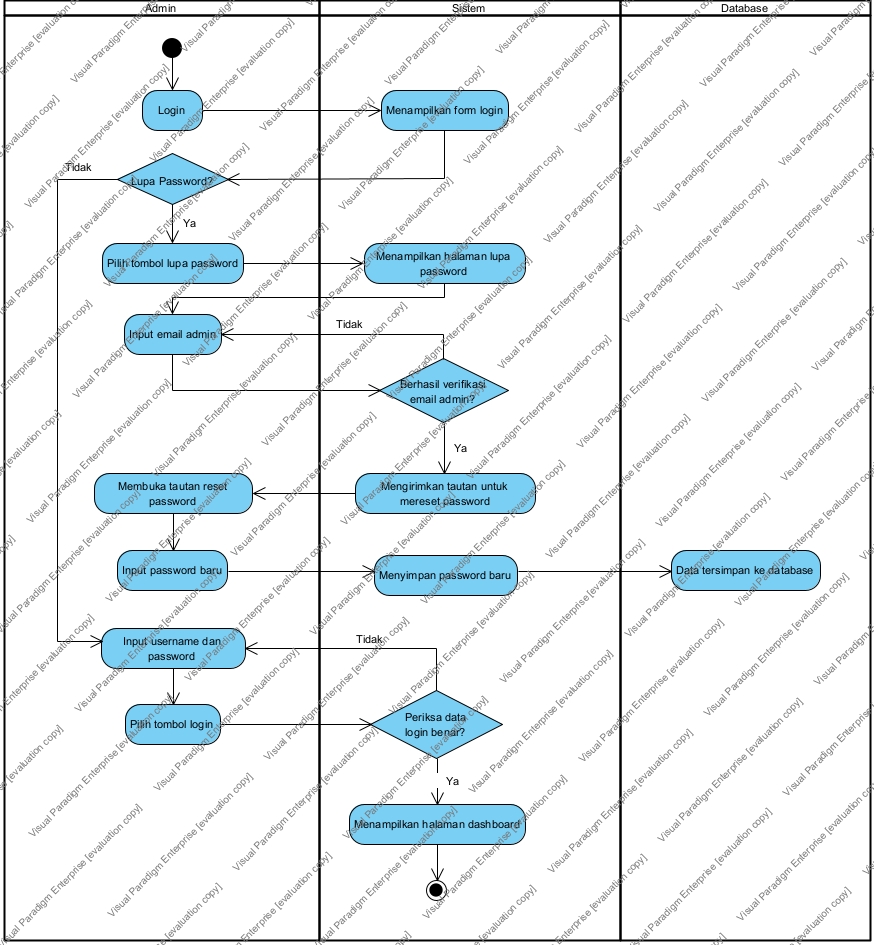 Admin
Sistem
Database
Login
Menampilkan form login
Tidak
Lupa Password?
Ya
Pilih tombol lupa password
Menampilkan halaman lupa
password
Input email admin
Tidak
Berhasil verifikasi
email admin?
Ya
Membuka tautan reset
password
Mengirimkan tautan untuk
mereset password
Input password baru
Menyimpan password baru
Data tersimpan ke database
Input username dan
password
Tidak
Pilih tombol login
Periksa data
login benar?
Ya
Menampilkan halaman dashboard
Visual Paradigm Enterprise [evaluation copy]